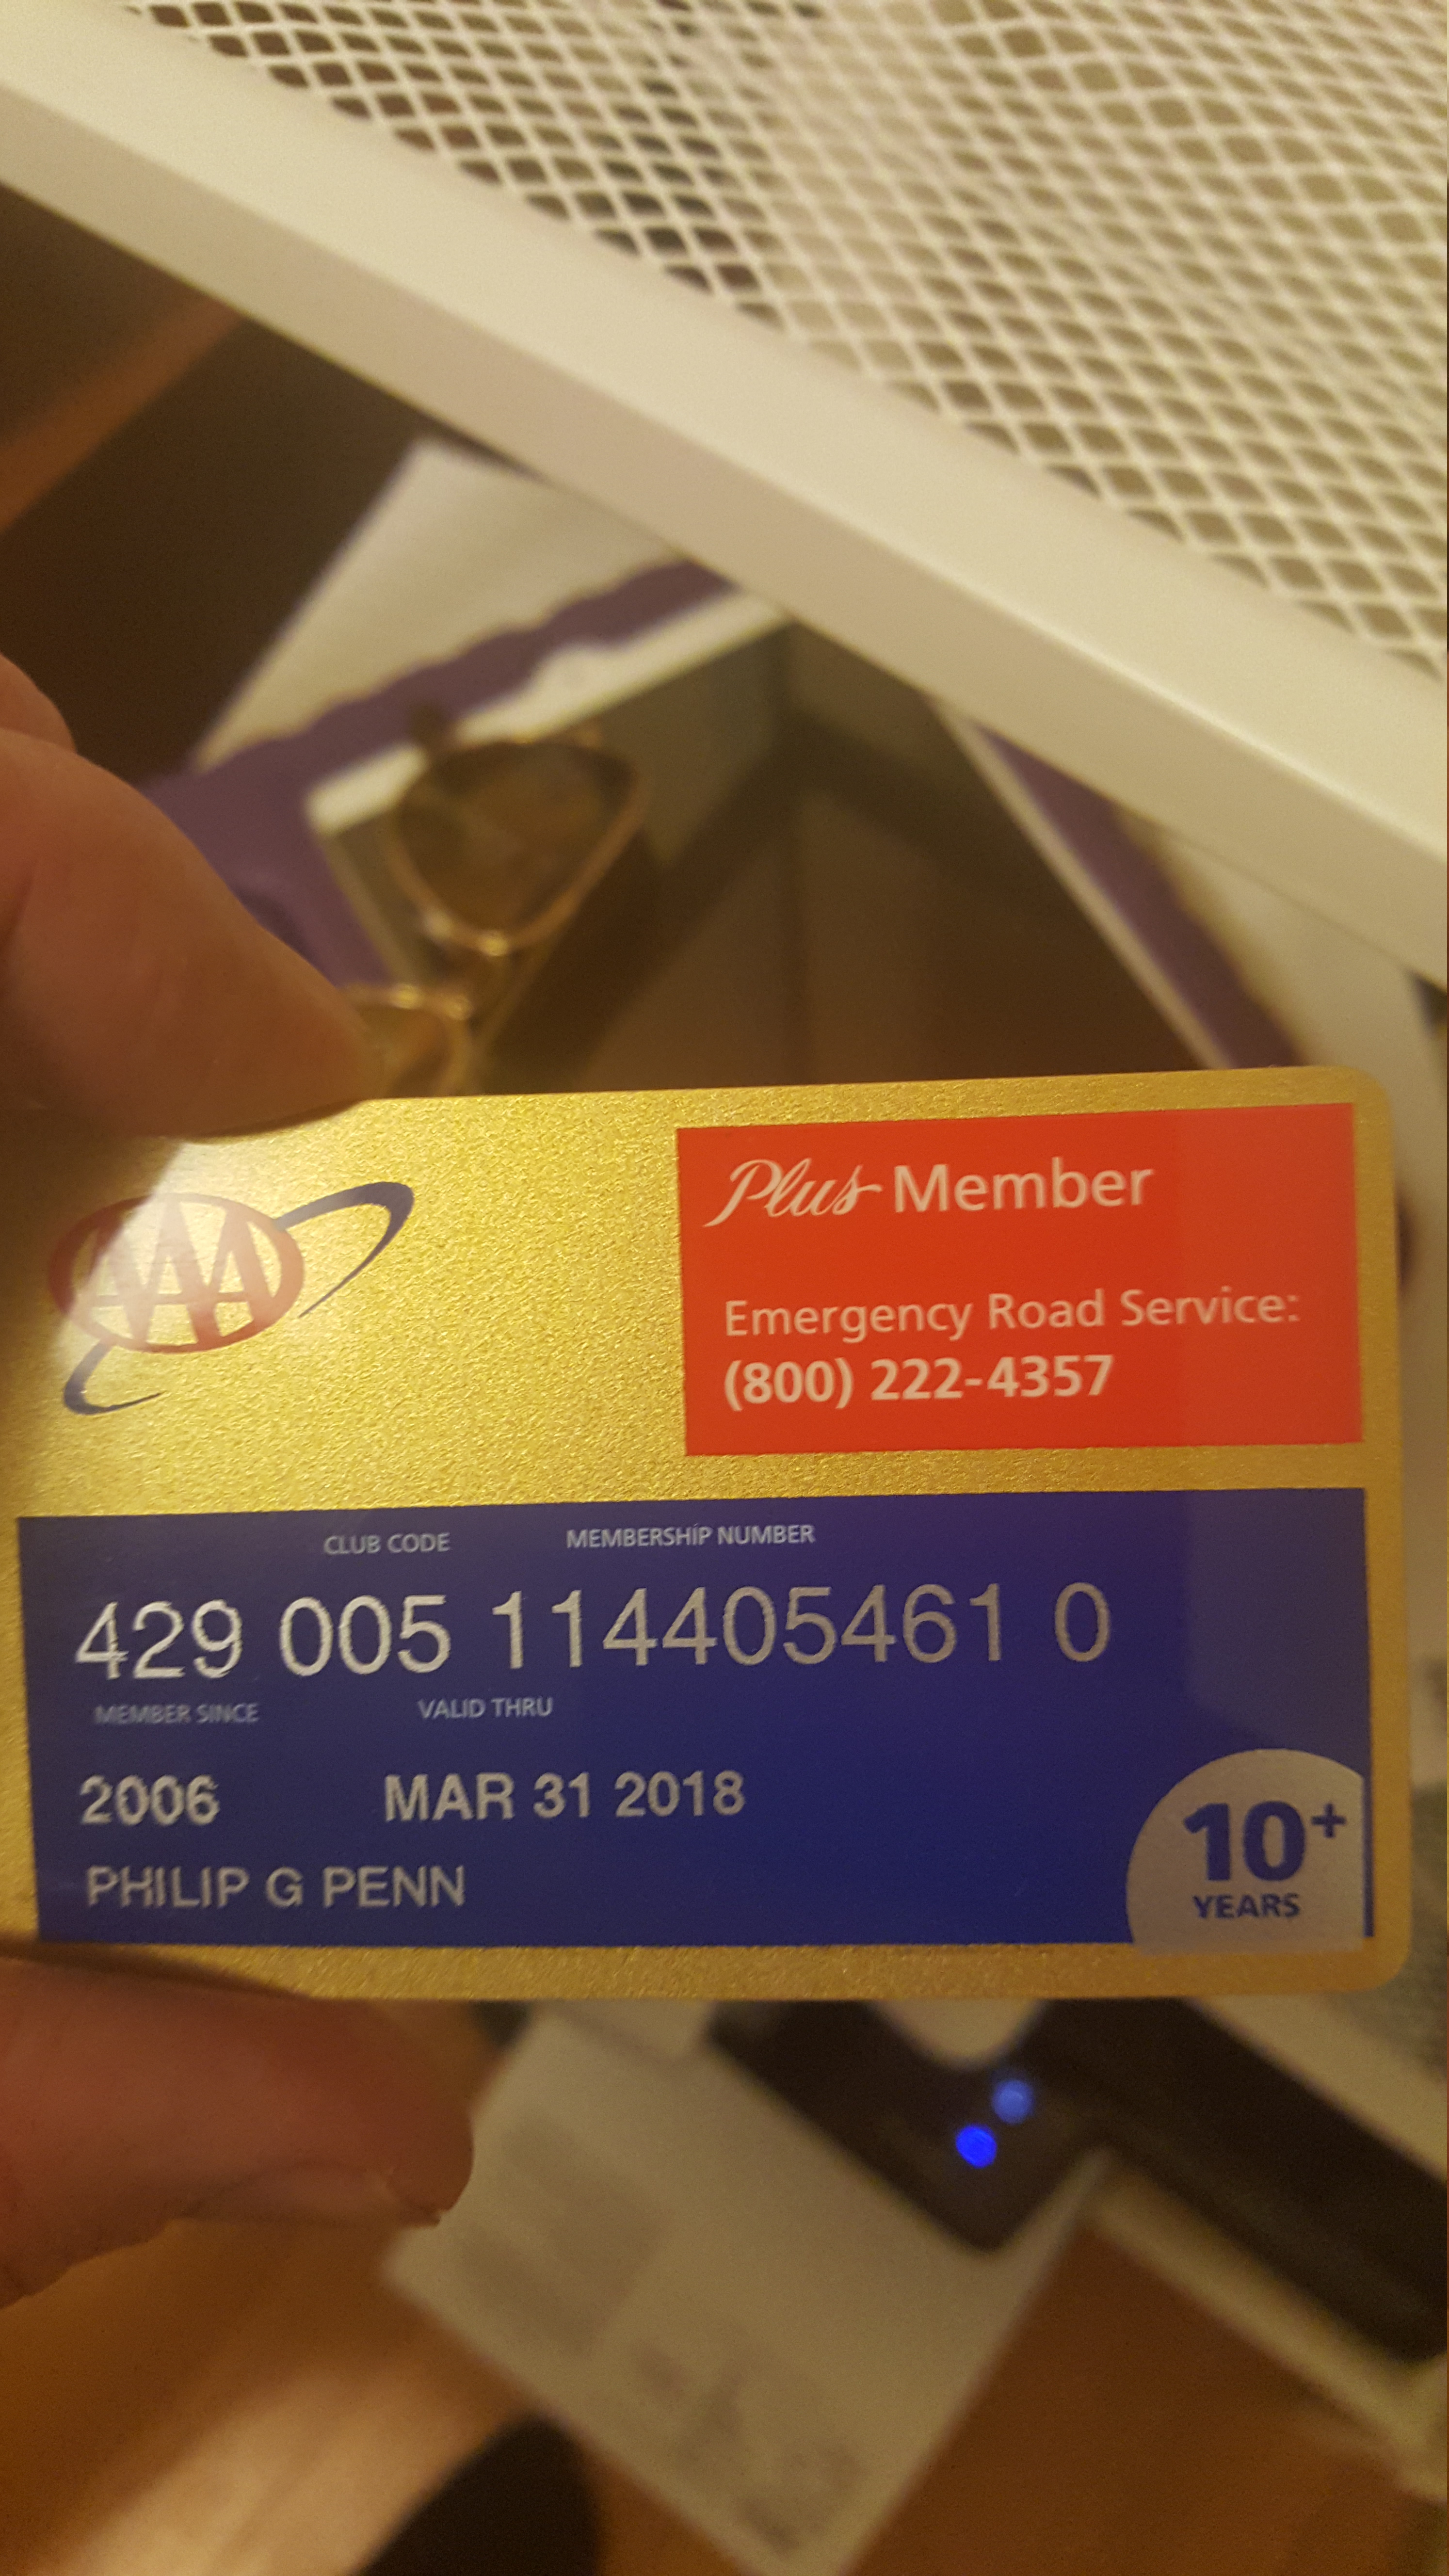 AAA
Plus Member
Emergency Road Service:
(800) 222-4357
CLUB CODE MEMBERSHIP NUMBER
429 005 114405461 0
MEMBER SINCE VALID THRU
2006 MAR 31 2018
PHILIP G PENN
10+
YEARS